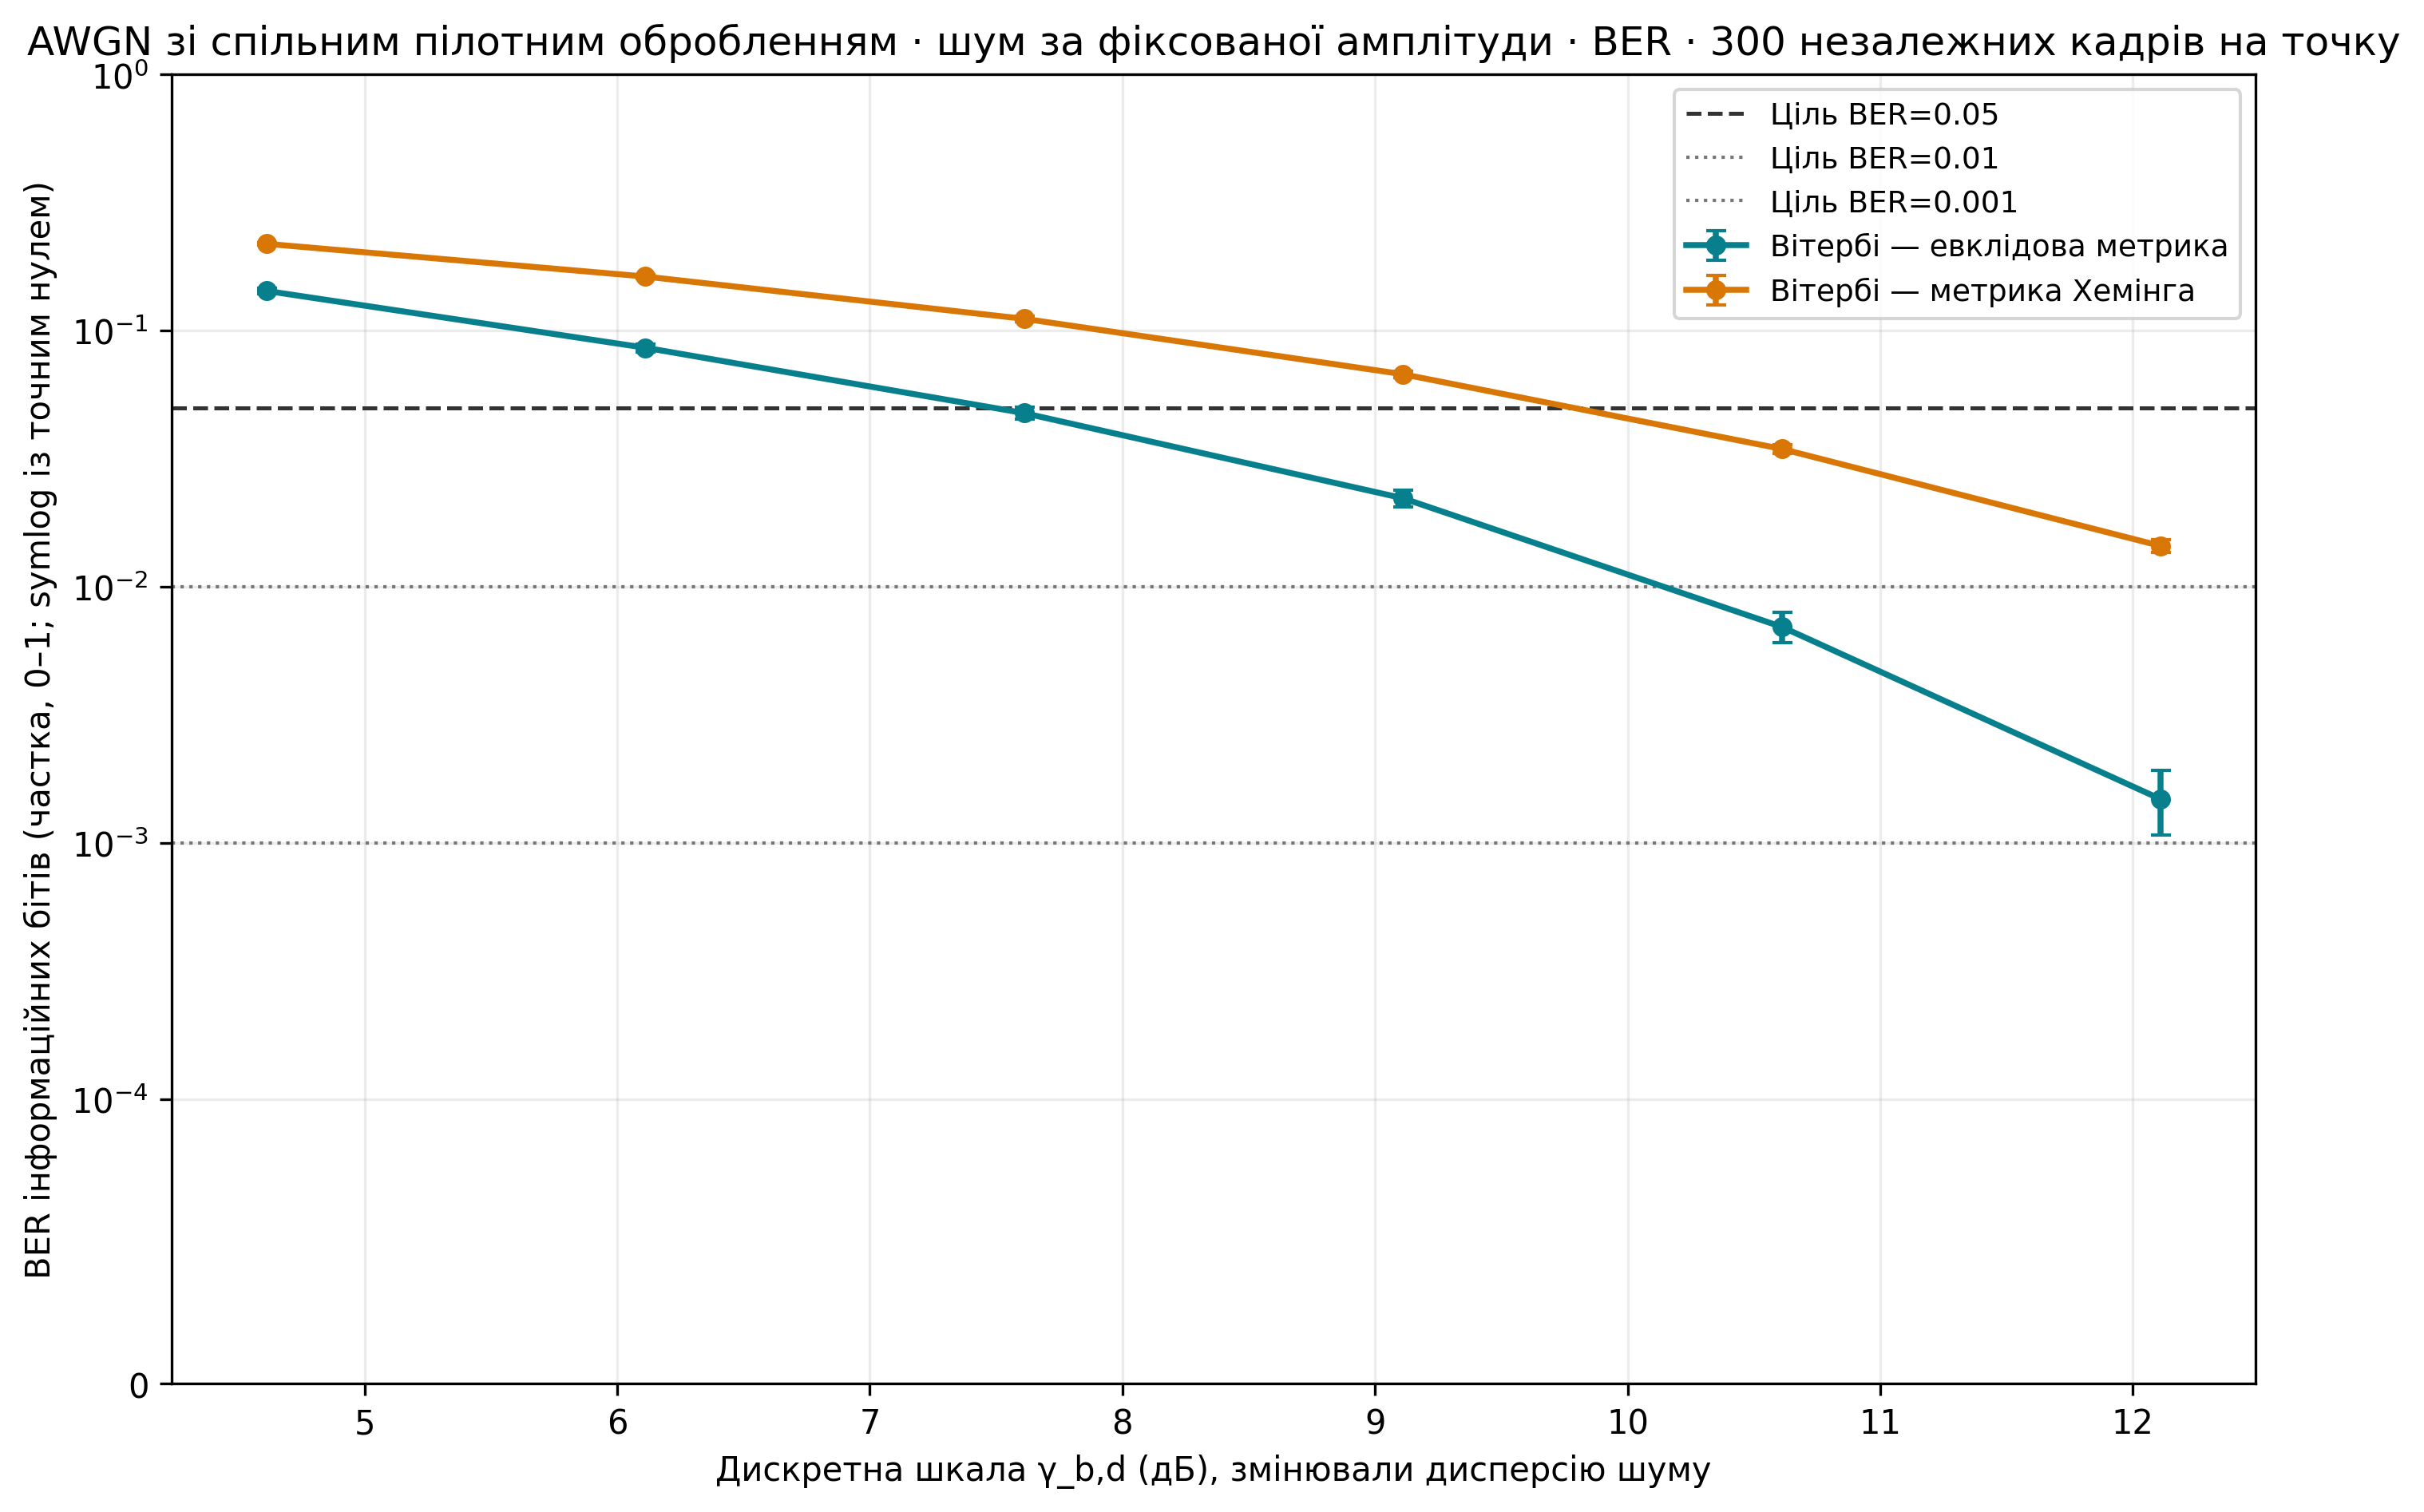 AWGN зі спільним пілотним обробленням · шум за фіксованої амплітуди · BER · 300 незалежних кадрів на точку
BER інформаційних бітів (частка, 0–1; symlog із точним нулем)
10⁰
10⁻¹
10⁻²
10⁻³
10⁻⁴
0
Ціль BER=0.05
Ціль BER=0.01
Ціль BER=0.001
Вітербі — евклідова метрика
Вітербі — метрика Хемінга
5 6 7 8 9 10 11 12
Дискретна шкала γ_b,d (дБ), змінювали дисперсію шуму